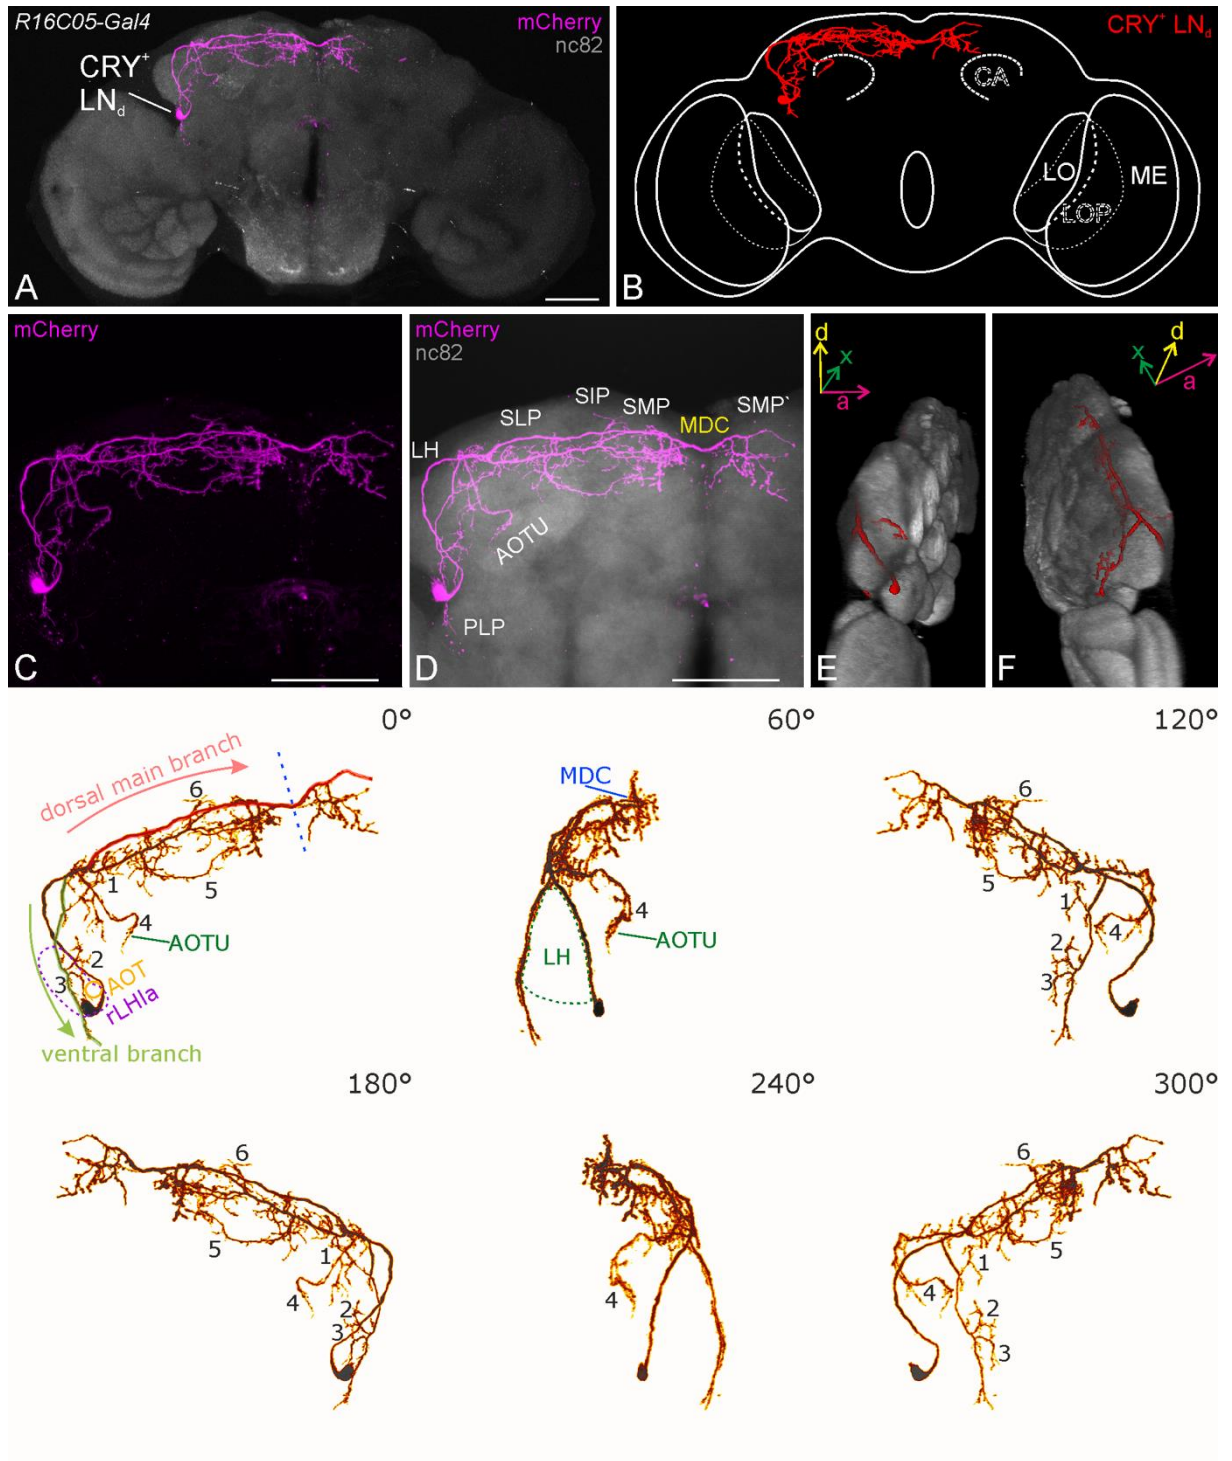 R16C05-Gal4
mCherry
nc82
CRY+
LNd
A
CRY+ LNd
CA
LO
LOP
ME
B
mCherry
C
mCherry
nc82
LH
SLP
SIP
SMP
MDC
SMP`
AOTU
PLP
D
d
x
a
E
d
x
a
F
0°
dorsal main branch
6
1
5
4
AOTU
2
3
AOT
rLHla
ventral branch
60°
MDC
4
AOTU
LH
120°
6
5
1
4
2
3
180°
6
5
1
4
2
3
240°
4
300°
6
5
1
4
2
3